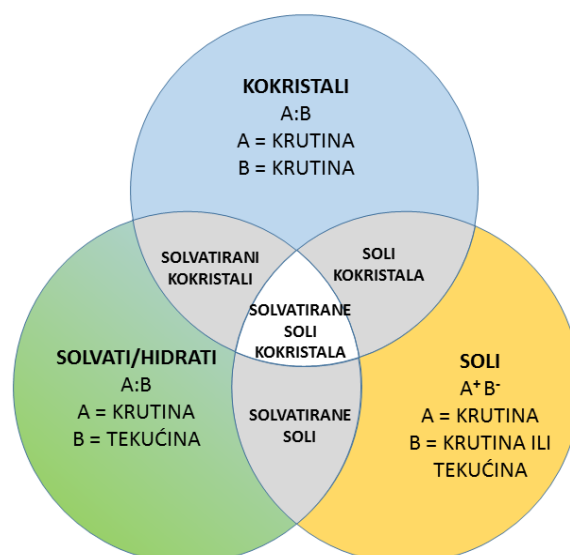 KOKRISTALI
A:B
A = KRUTINA
B = KRUTINA
SOLVATIRANI
KOKRISTALI
SOLI
KOKRISTALA
SOLVATIRANE
SOLI
KOKRISTALA
SOLVATI/HIDRATI
A:B
A = KRUTINA
B = TEKUĆINA
SOLVATIRANE
SOLI
SOLI
A⁺ B⁻
A = KRUTINA
B = KRUTINA ILI
TEKUĆINA